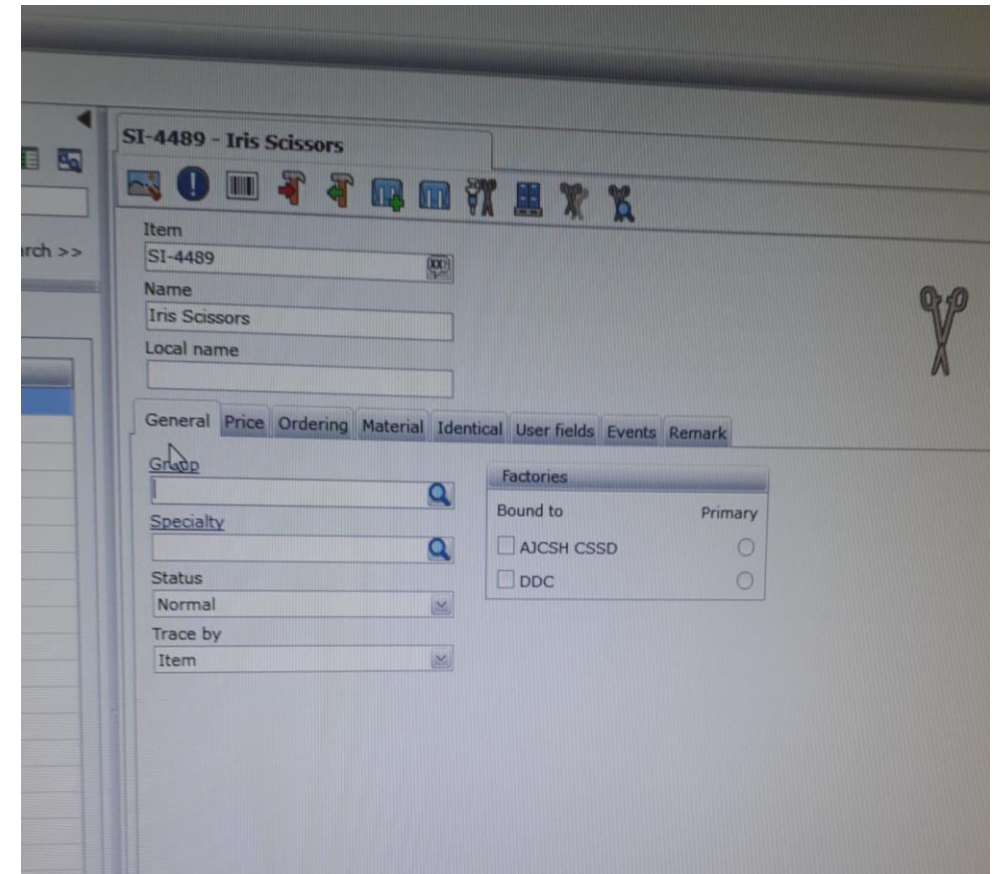 SI-4489 - Iris Scissors
Item
arch >>
SI-4489
Name
Iris Scissors
Local name
General Price Ordering Material Identical User fields Events Remark
Group
Factories
Bound to Primary
Specialty
AJCSH CSSD
Status
DDC
Normal
Trace by
Item